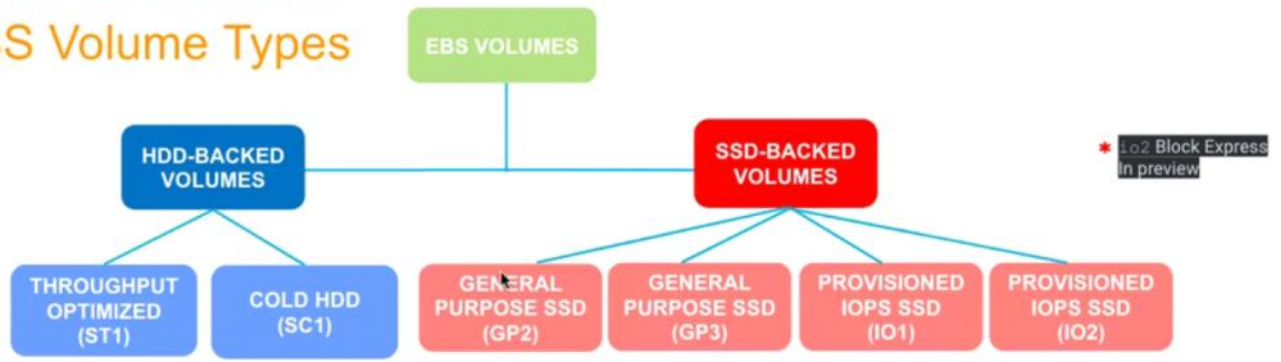 S Volume Types
EBS VOLUMES
HDD-BACKED
VOLUMES
SSD-BACKED
VOLUMES
* io2 Block Express
In preview
THROUGHPUT
OPTIMIZED
(ST1)
COLD HDD
(SC1)
GENERAL
PURPOSE SSD
(GP2)
GENERAL
PURPOSE SSD
(GP3)
PROVISIONED
IOPS SSD
(IO1)
PROVISIONED
IOPS SSD
(IO2)